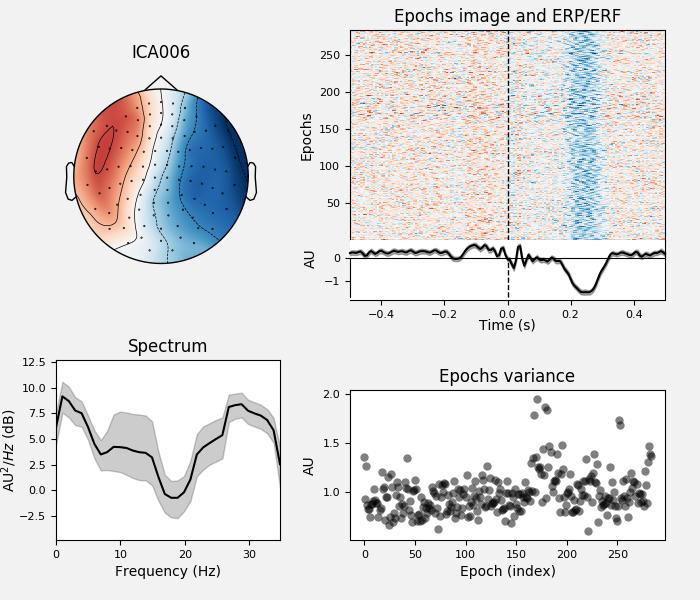 ICA006
Epochs image and ERP/ERF
Epochs
250
200
150
100
50
AU
0
−1
−0.4 −0.2 0.0 0.2 0.4
Time (s)
Spectrum
AU²/Hz (dB)
12.5
10.0
7.5
5.0
2.5
0.0
−2.5
0 10 20 30
Frequency (Hz)
Epochs variance
AU
2.0
1.5
1.0
0 50 100 150 200 250
Epoch (index)